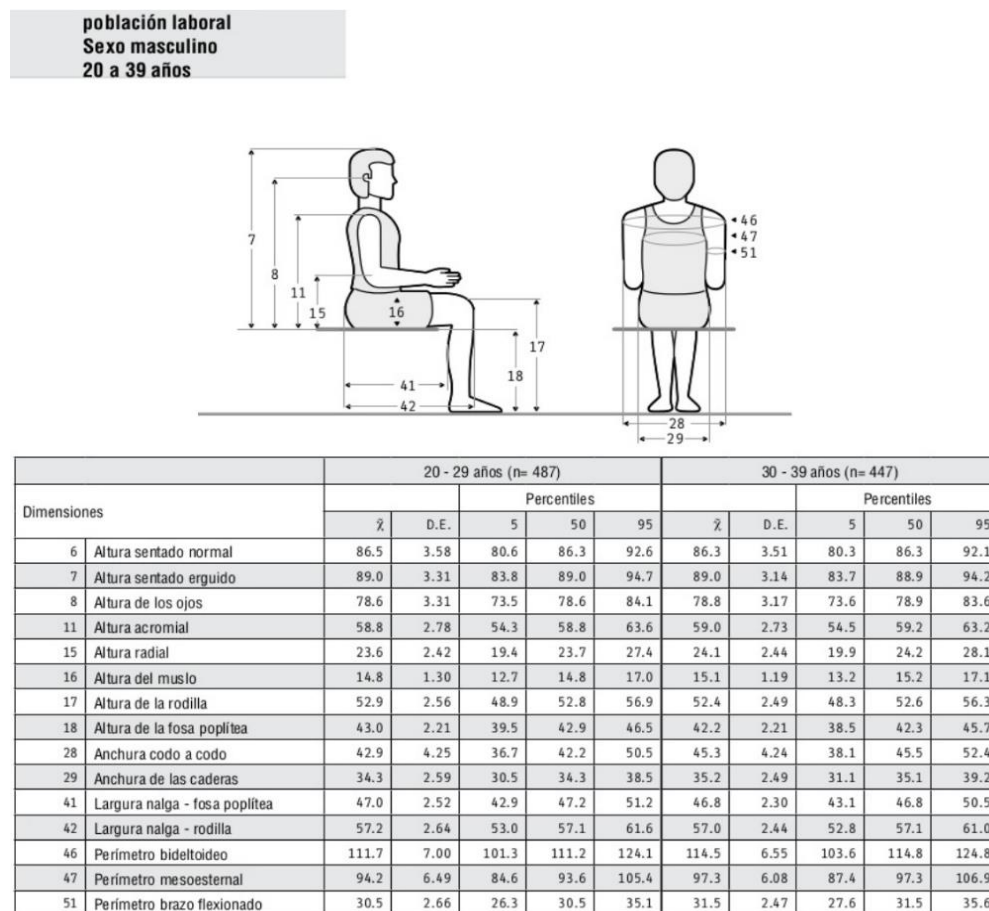 población laboral
Sexo masculino
20 a 39 años
7
8
11
15
16
17
18
41
42
46
47
51
28
29
20 - 29 años (n= 487) 30 - 39 años (n= 447)
Dimensiones Percentiles Percentiles
x̄ D.E. 5 50 95 x̄ D.E. 5 50 95
6 Altura sentado normal 86.5 3.58 80.6 86.3 92.6 86.3 3.51 80.3 86.3 92.1
7 Altura sentado erguido 89.0 3.31 83.8 89.0 94.7 89.0 3.14 83.7 88.9 94.2
8 Altura de los ojos 78.6 3.31 73.5 78.6 84.1 78.8 3.17 73.6 78.9 83.6
11 Altura acromial 58.8 2.78 54.3 58.8 63.6 59.0 2.73 54.5 59.2 63.2
15 Altura radial 23.6 2.42 19.4 23.7 27.4 24.1 2.44 19.9 24.2 28.1
16 Altura del muslo 14.8 1.30 12.7 14.8 17.0 15.1 1.19 13.2 15.2 17.1
17 Altura de la rodilla 52.9 2.56 48.9 52.8 56.9 52.4 2.49 48.3 52.6 56.3
18 Altura de la fosa poplítea 43.0 2.21 39.5 42.9 46.5 42.2 2.21 38.5 42.3 45.7
28 Anchura codo a codo 42.9 4.25 36.7 42.2 50.5 45.3 4.24 38.1 45.5 52.4
29 Anchura de las caderas 34.3 2.59 30.5 34.3 38.5 35.2 2.49 31.1 35.1 39.2
41 Largura nalga - fosa poplítea 47.0 2.52 42.9 47.2 51.2 46.8 2.30 43.1 46.8 50.5
42 Largura nalga - rodilla 57.2 2.64 53.0 57.1 61.6 57.0 2.44 52.8 57.1 61.0
46 Perímetro bideltoideo 111.7 7.00 101.3 111.2 124.1 114.5 6.55 103.6 114.8 124.8
47 Perímetro mesoesternal 94.2 6.49 84.6 93.6 105.4 97.3 6.08 87.4 97.3 106.9
51 Perímetro brazo flexionado 30.5 2.66 26.3 30.5 35.1 31.5 2.47 27.6 31.5 35.6